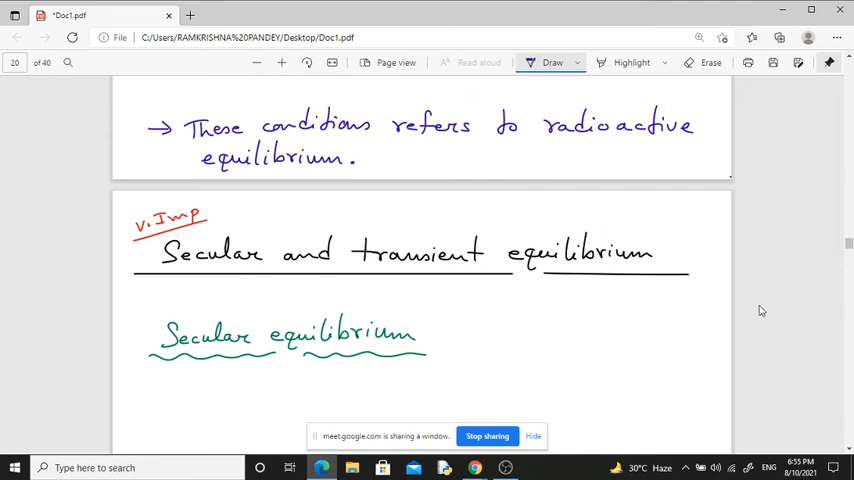 *Doc1.pdf
File
C:/Users/RAMKRISHNA%20PANDEY/Desktop/Doc1.pdf
20
of 40
Page view
Read aloud
Draw
Highlight
Erase
→ These conditions refers to radioactive
equilibrium.
v. Imp
Secular and transient equilibrium
Secular equilibrium
meet.google.com is sharing a window.
Stop sharing
Hide
Type here to search
30°C Haze
ENG
6:55 PM
8/10/2021